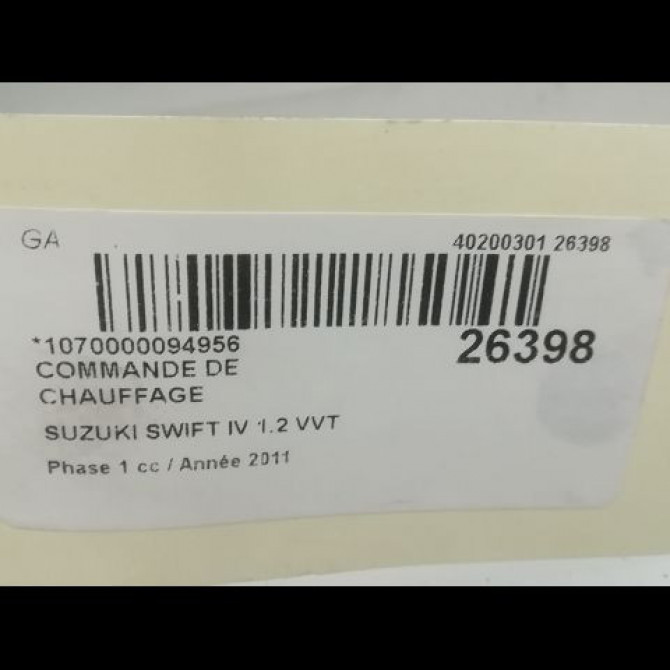 GA
40200301 26398
*1070000094956
26398
COMMANDE DE
CHAUFFAGE
SUZUKI SWIFT IV 1.2 VVT
Phase 1 cc / Année 2011